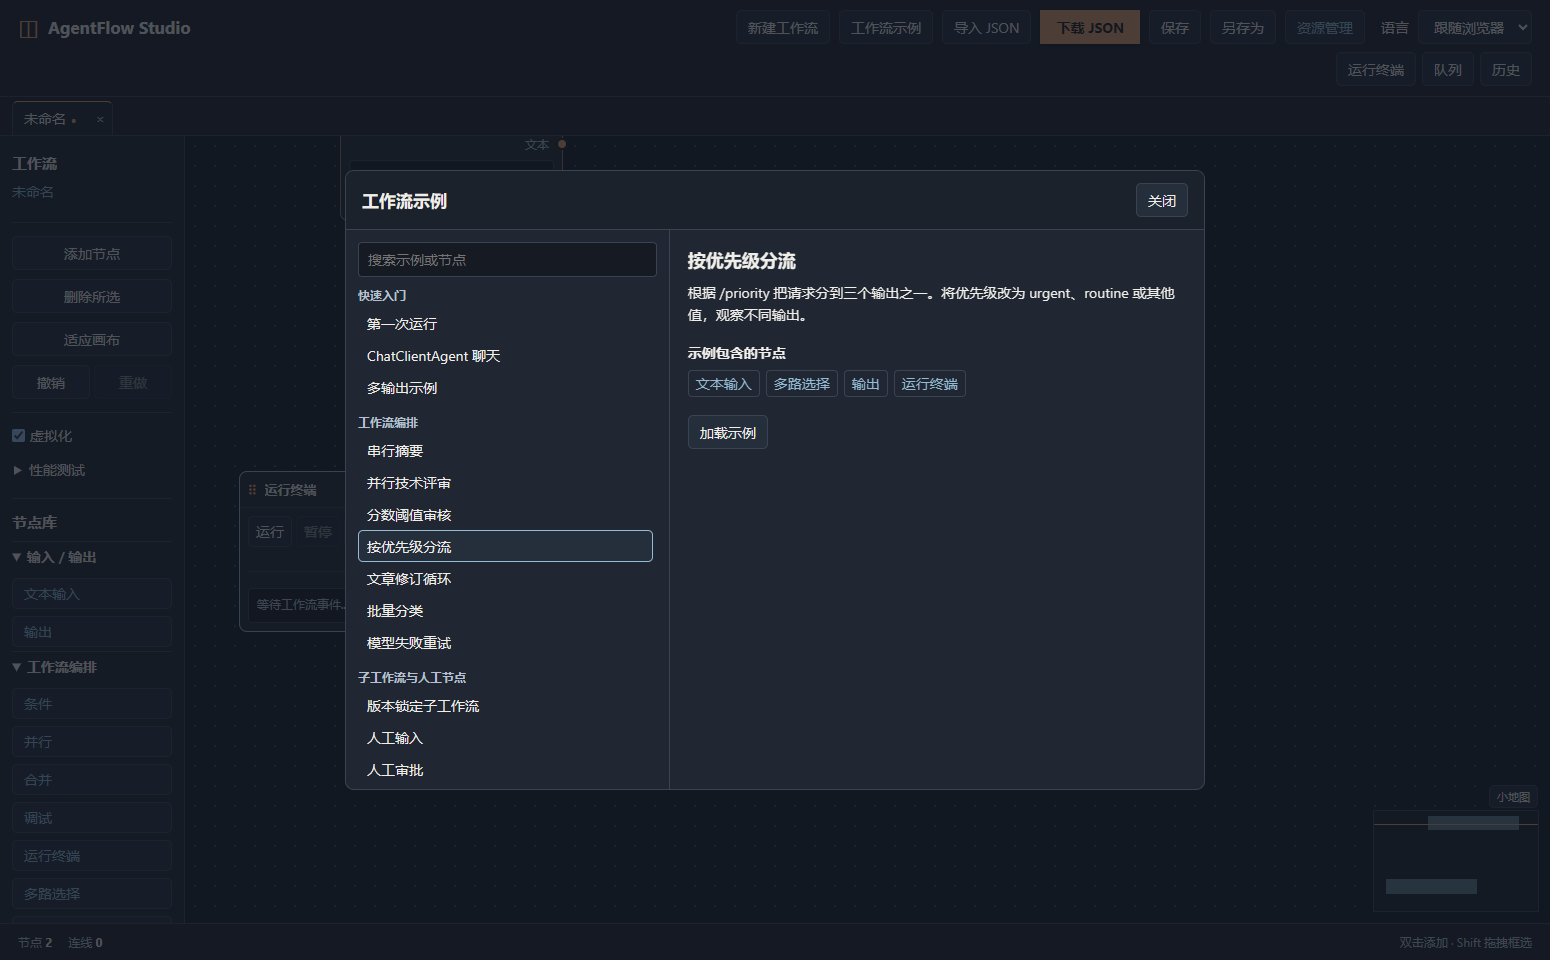 AgentFlow Studio
新建工作流
工作流示例
导入 JSON
下载 JSON
保存
另存为
资源管理
语言
跟随浏览器
运行终端
队列
历史
未命名
×
工作流
未命名
添加节点
删除所选
适应画布
撤销
重做
虚拟化
性能测试
节点库
输入 / 输出
文本输入
输出
工作流编排
条件
并行
合并
调试
运行终端
多路选择
文本
运行终端
运行
暂停
等待工作流事件...
工作流示例
关闭
搜索示例或节点
快速入门
第一次运行
ChatClientAgent 聊天
多输出示例
工作流编排
串行摘要
并行技术评审
分数阈值审核
按优先级分流
文章修订循环
批量分类
模型失败重试
子工作流与人工节点
版本锁定子工作流
人工输入
人工审批
按优先级分流
根据 /priority 把请求分到三个输出之一。将优先级改为 urgent、routine 或其他
值，观察不同输出。
示例包含的节点
文本输入
多路选择
输出
运行终端
加载示例
小地图
节点 2
连线 0
双击添加 · Shift 拖拽框选